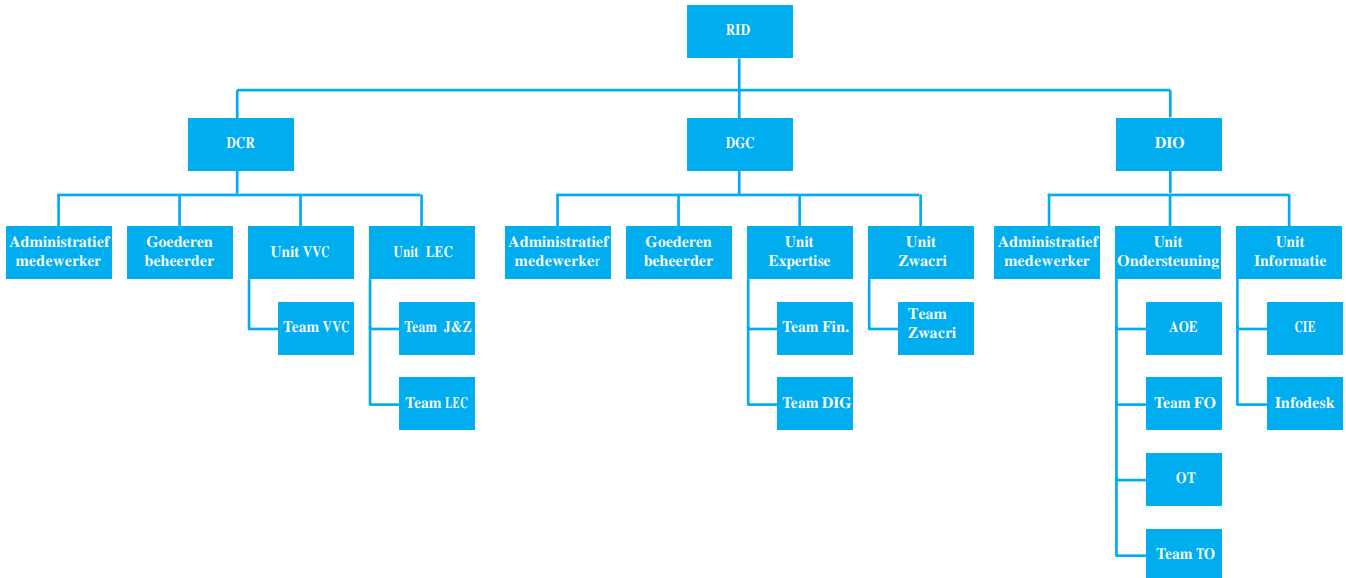 RID
DCR
DGC
DIO
Administratief
medewerker
Goederen
beheerder
Unit VVC
Unit LEC
Administratief
medewerker
Goederen
beheerder
Unit
Expertise
Unit
Zwacri
Administratief
medewerker
Unit
Ondersteuning
Unit
Informatie
Team VVC
Team J&Z
Team Fin.
Team
Zwacri
AOE
CIE
Team LEC
Team DIG
Team FO
Infodesk
OT
Team TO